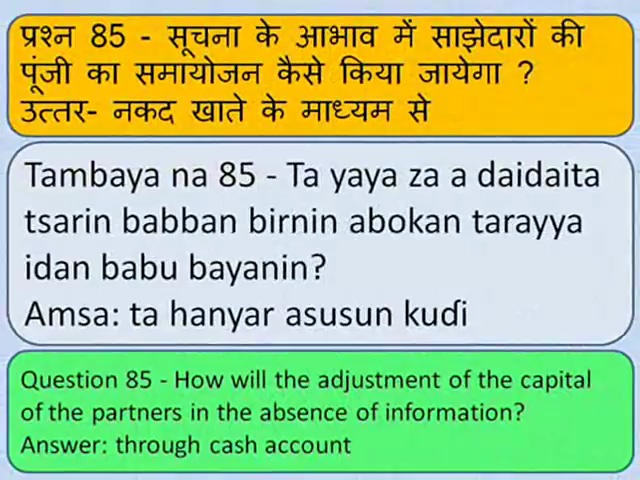 प्रश्न 85 - सूचना के आभाव में साझेदारों की
पूंजी का समायोजन कैसे किया जायेगा ?
उत्तर- नकद खाते के माध्यम से
Tambaya na 85 - Ta yaya za a daidaita
tsarin babban birnin abokan tarayya
idan babu bayanin?
Amsa: ta hanyar asusun kuɗi
Question 85 - How will the adjustment of the capital
of the partners in the absence of information?
Answer: through cash account